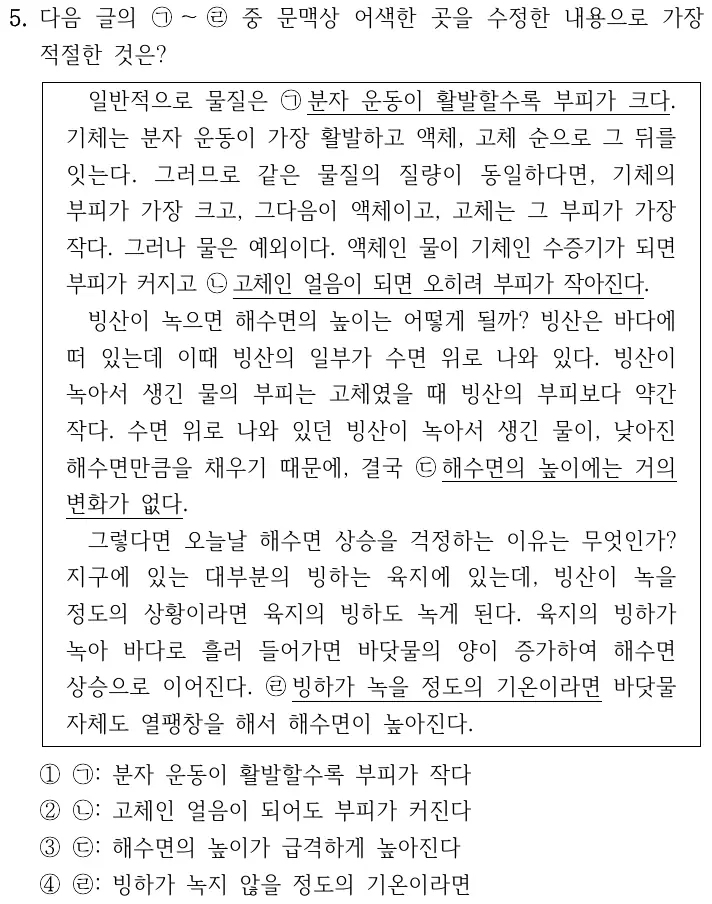 5. 다음 글의 ㉠ ~ ㉣ 중 문맥상 어색한 곳을 수정한 내용으로 가장
적절한 것은?
일반적으로 물질은 ㉠분자 운동이 활발할수록 부피가 크다.
기체는 분자 운동이 가장 활발하고 액체, 고체 순으로 그 뒤를
잇는다. 그러므로 같은 물질의 질량이 동일하다면, 기체의
부피가 가장 크고, 그다음이 액체이고, 고체는 그 부피가 가장
작다. 그러나 물은 예외이다. 액체인 물이 기체인 수증기가 되면
부피가 커지고 ㉡고체인 얼음이 되면 오히려 부피가 작아진다.
빙산이 녹으면 해수면의 높이는 어떻게 될까? 빙산은 바다에
떠 있는데 이때 빙산의 일부가 수면 위로 나와 있다. 빙산이
녹아서 생긴 물의 부피는 고체였을 때 빙산의 부피보다 약간
작다. 수면 위로 나와 있던 빙산이 녹아서 생긴 물이, 낮아진
해수면만큼을 채우기 때문에, 결국 ㉢해수면의 높이에는 거의
변화가 없다.
그렇다면 오늘날 해수면 상승을 걱정하는 이유는 무엇인가?
지구에 있는 대부분의 빙하는 육지에 있는데, 빙산이 녹을
정도의 상황이라면 육지의 빙하도 녹게 된다. 육지의 빙하가
녹아 바다로 흘러 들어가면 바닷물의 양이 증가하여 해수면
상승으로 이어진다. ㉣빙하가 녹을 정도의 기온이라면 바닷물
자체도 열팽창을 해서 해수면이 높아진다.
① ㉠: 분자 운동이 활발할수록 부피가 작다
② ㉡: 고체인 얼음이 되어도 부피가 커진다
③ ㉢: 해수면의 높이가 급격하게 높아진다
④ ㉣: 빙하가 녹지 않을 정도의 기온이라면